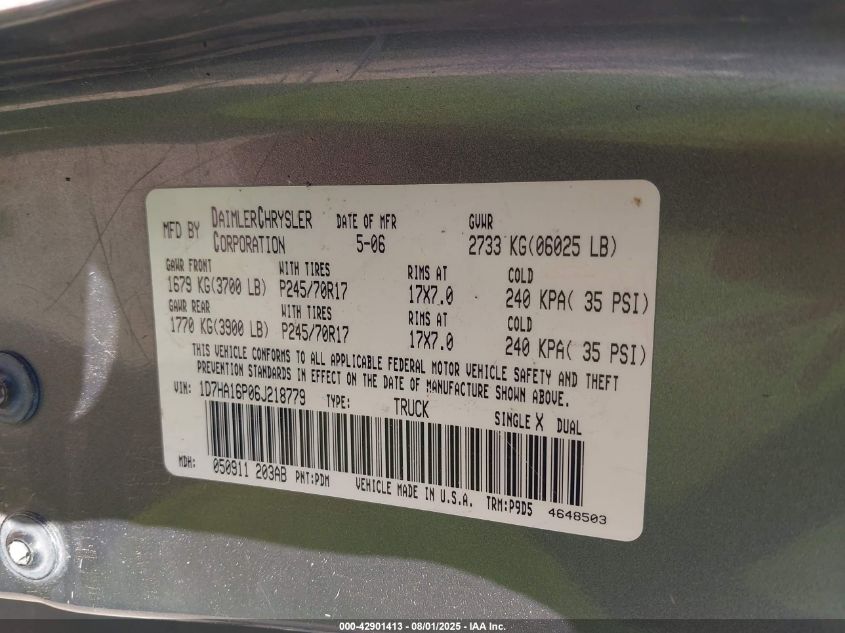 MFD BY DAIMLERCHRYSLER CORPORATION DATE OF MFR 5-06 GVWR 2733 KG(06025 LB)
GAWR FRONT WITH TIRES RIMS AT COLD
1679 KG(3700 LB) P245/70R17 17X7.0 240 KPA( 35 PSI)
GAWR REAR WITH TIRES RIMS AT COLD
1770 KG(3900 LB) P245/70R17 17X7.0 240 KPA( 35 PSI)
THIS VEHICLE CONFORMS TO ALL APPLICABLE FEDERAL MOTOR VEHICLE SAFETY AND THEFT
PREVENTION STANDARDS IN EFFECT ON THE DATE OF MANUFACTURE SHOWN ABOVE.
VIN: 1D7HA16P06J218779 TYPE: TRUCK SINGLE X DUAL
MDH: 050911 203AB PNT:PDM VEHICLE MADE IN U.S.A. TRM:P9D5 4648503
000-42901413 - 08/01/2025 - IAA Inc.